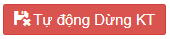 Tự động Dừng KT